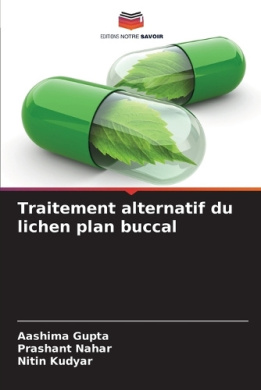 EDITIONS NOTRE SAVOIR
Traitement alternatif du
lichen plan buccal
Aashima Gupta
Prashant Nahar
Nitin Kudyar